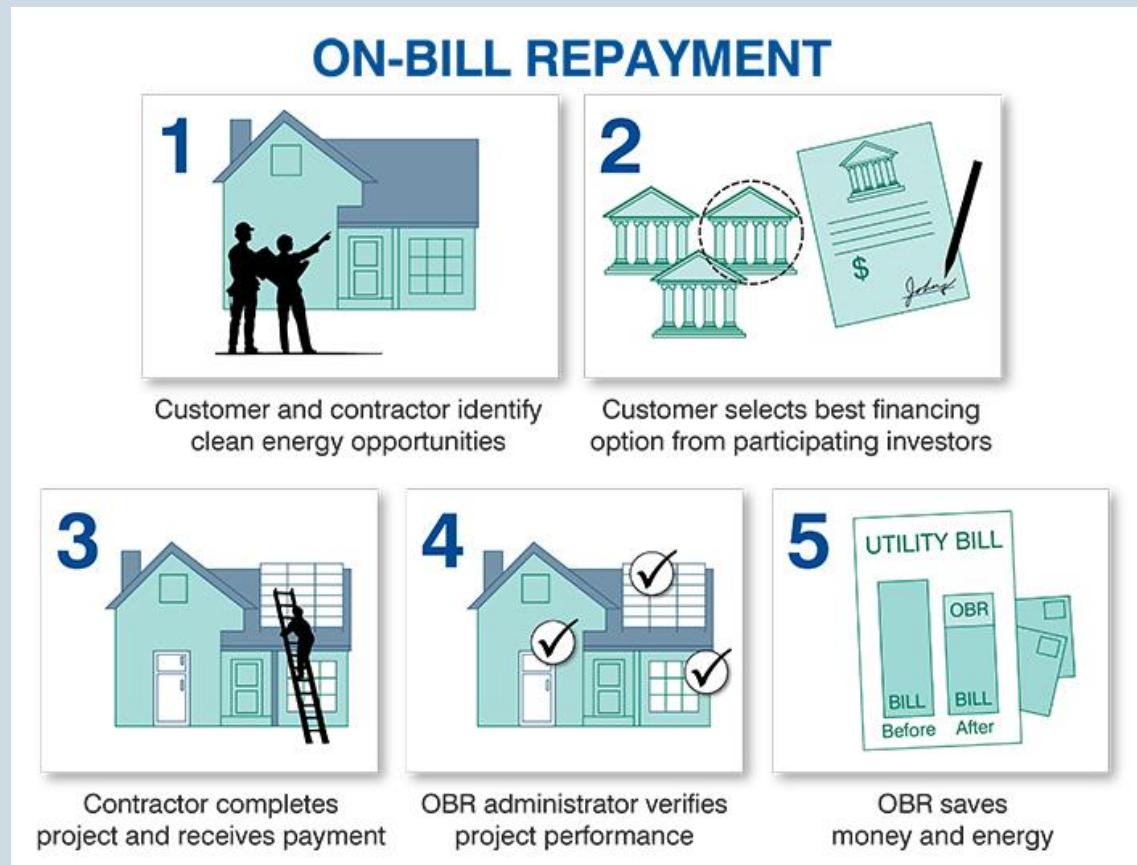 ON-BILL REPAYMENT
1
Customer and contractor identify
clean energy opportunities
2
$
John
Customer selects best financing
option from participating investors
3
Contractor completes
project and receives payment
4
OBR administrator verifies
project performance
5
UTILITY BILL
OBR
BILL BILL
Before After
OBR saves
money and energy